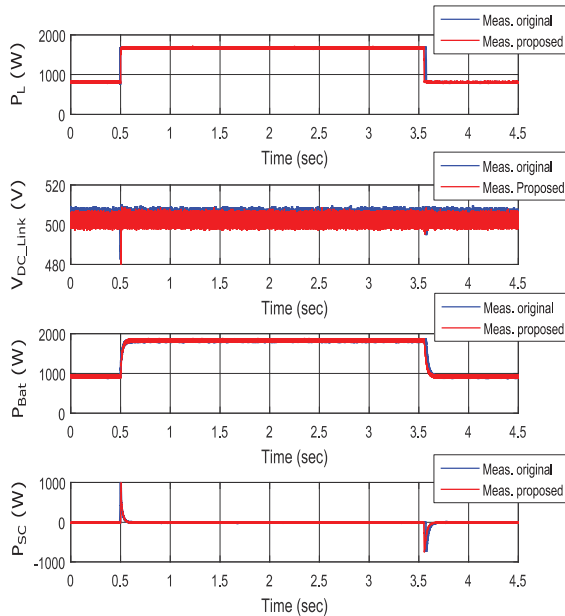 Meas. original
Meas. proposed
P_L (W)
2000
1000
0
0 0.5 1 1.5 2 2.5 3 3.5 4 4.5
Time (sec)
Meas. original
Meas. Proposed
V_DC_Link (V)
520
500
480
0 0.5 1 1.5 2 2.5 3 3.5 4 4.5
Time (sec)
Meas. original
Meas. proposed
P_Bat (W)
2000
1000
0
0 0.5 1 1.5 2 2.5 3 3.5 4 4.5
Time (sec)
Meas. original
Meas. proposed
P_SC (W)
1000
0
-1000
0 0.5 1 1.5 2 2.5 3 3.5 4 4.5
Time (sec)